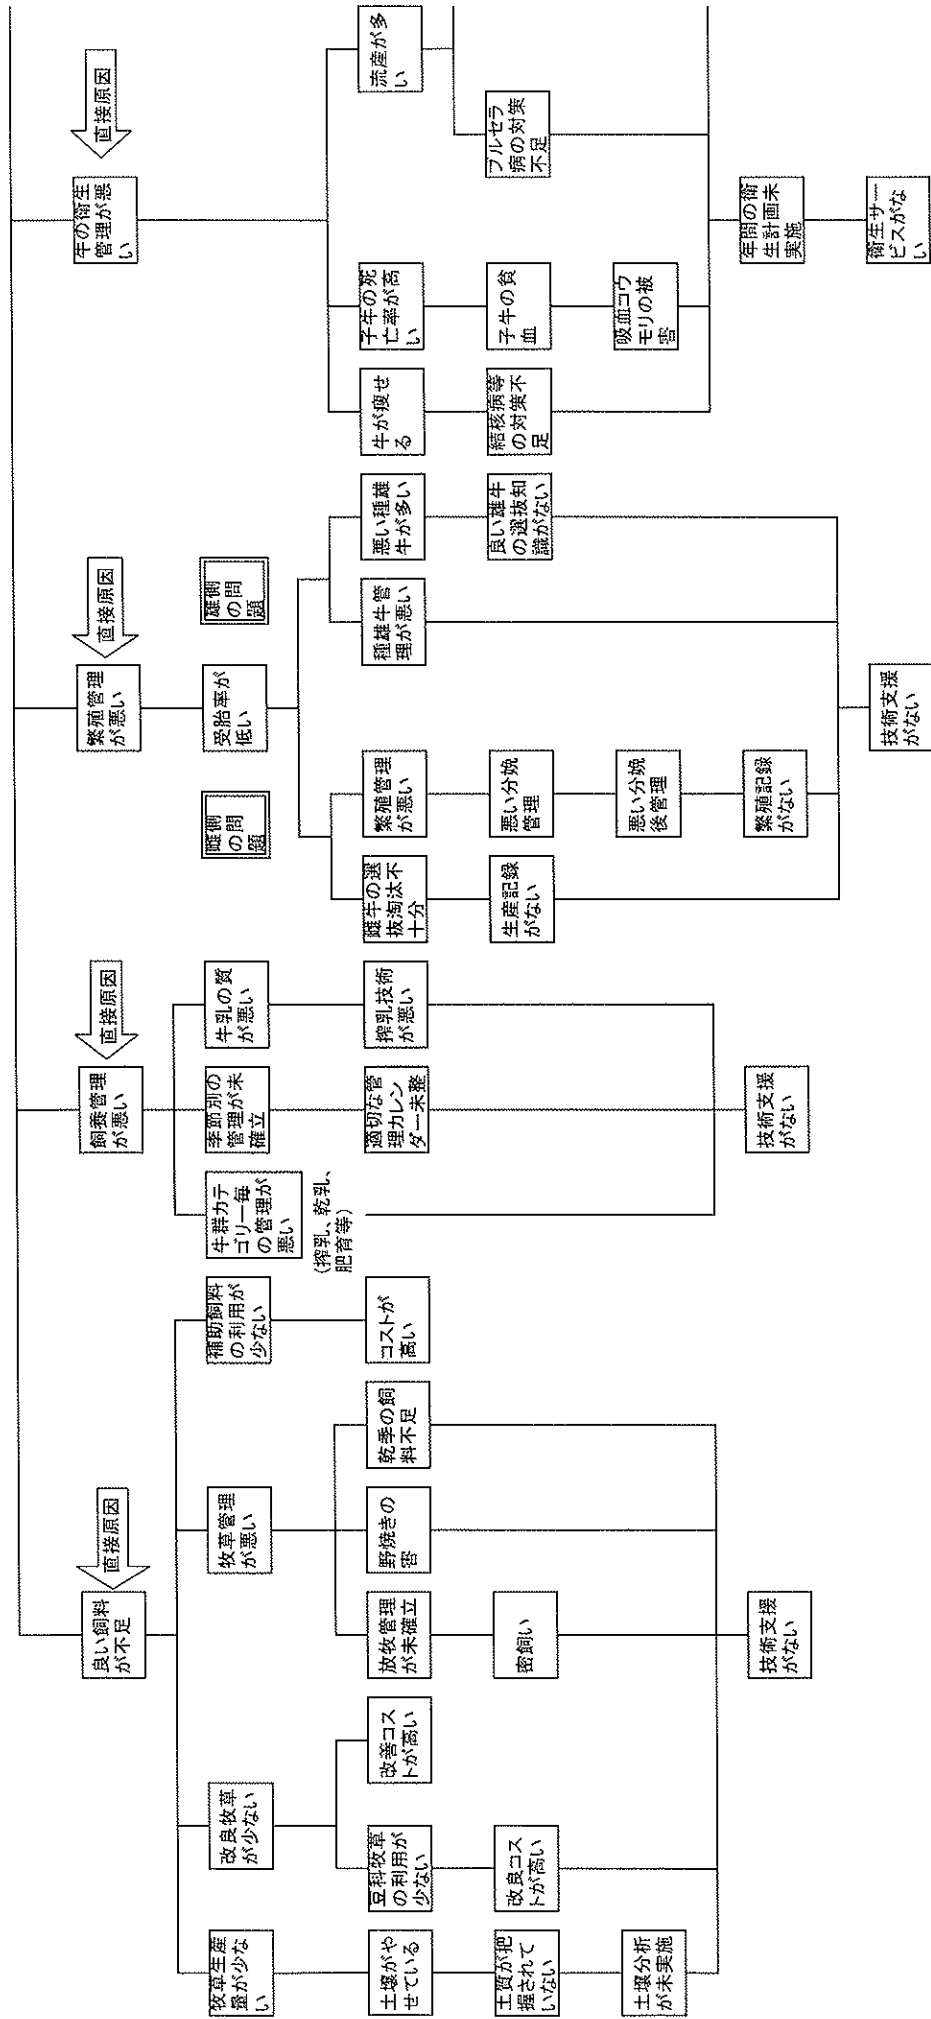 直接原因
良い飼料
が不足
牧草生産
量が少な
い
土壌がや
せている
土質が把
握されて
いない
土壌分析
が未実施
改良牧草
が少ない
豆科牧草
の利用が
少ない
改良コス
トが高い
改善コス
トが高い
牧草管理
が悪い
放牧管理
が未確立
密飼い
野焼きの
害
乾季の飼
料不足
補助飼料
の利用が
少ない
コストが
高い
技術支援
がない
直接原因
飼養管理
が悪い
牛群カテ
ゴリー毎
の管理が
悪い
(搾乳、乾乳、
肥育等)
季節別の
管理が未
確立
適切な管
理カレン
ダー未整
牛乳の質
が悪い
搾乳技術
が悪い
技術支援
がない
直接原因
繁殖管理
が悪い
受胎率が
低い
雌側
の問
題
雌牛の選
抜淘汰不
十分
生産記録
がない
繁殖管理
が悪い
悪い分娩
管理
悪い分娩
後管理
繁殖記録
がない
雄側
の問
題
種雄牛管
理が悪い
悪い種雄
牛が多い
良い雄牛
の選抜知
識がない
技術支援
がない
直接原因
牛の衛生
管理が悪
い
牛が痩せ
る
結核病等
の対策不
足
子牛の死
亡率が高
い
子牛の貧
血
吸血コウ
モリの被
害
流産が多
い
ブルセラ
病の対策
不足
年間の衛
生計画未
実施
衛生サー
ビスがな
い